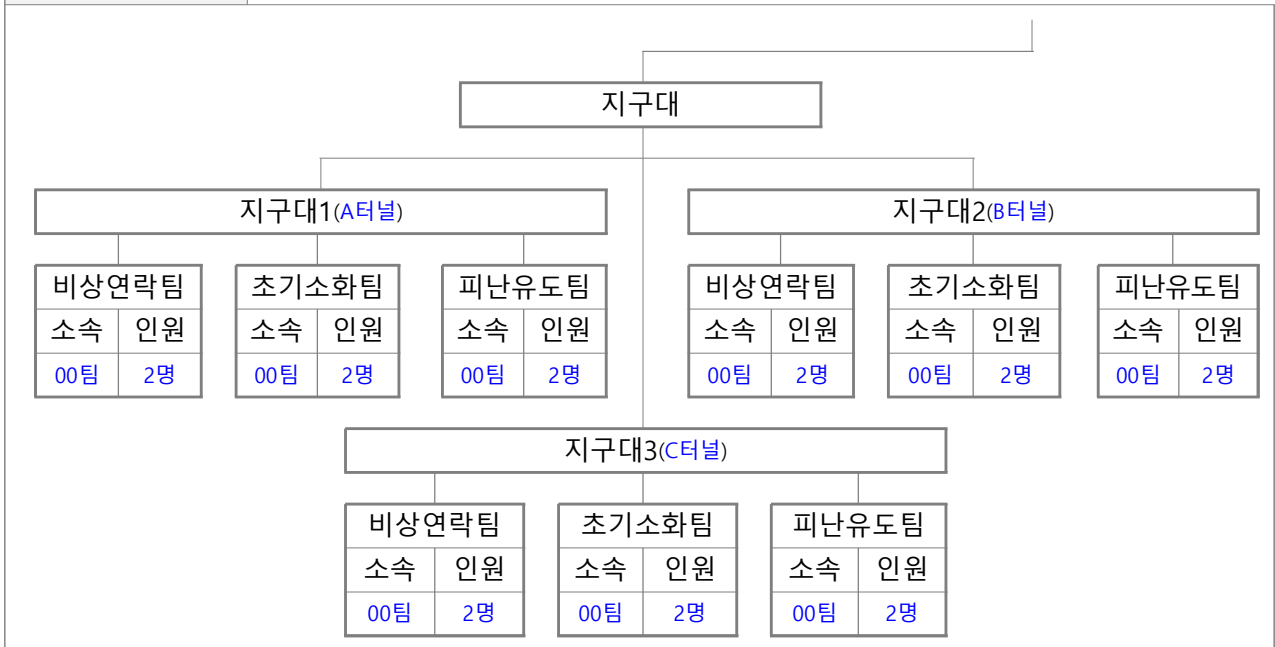 지구대
지구대1(A터널) 지구대2(B터널)
비상연락팀 초기소화팀 피난유도팀 비상연락팀 초기소화팀 피난유도팀
소속 인원 소속 인원 소속 인원 소속 인원 소속 인원 소속 인원
00팀 2명 00팀 2명 00팀 2명 00팀 2명 00팀 2명 00팀 2명
지구대3(C터널)
비상연락팀 초기소화팀 피난유도팀
소속 인원 소속 인원 소속 인원
00팀 2명 00팀 2명 00팀 2명